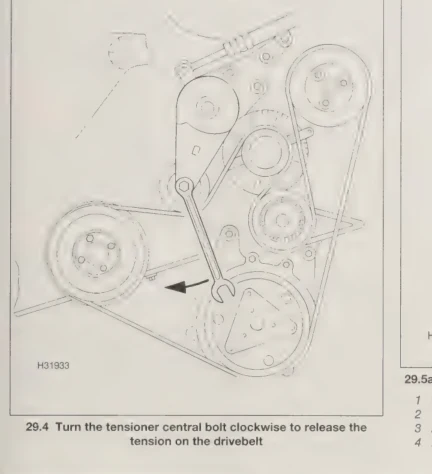 H31933
29.4 Turn the tensioner central bolt clockwise to release the
tension on the drivebelt
29.5a
1
2
3
4